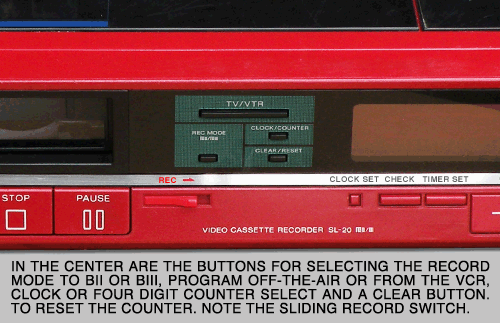 TV/VTR
REC MODE
CLOCK/COUNTER
CLEAR/RESET
REC
CLOCK SET CHECK TIMER SET
STOP
PAUSE
VIDEO CASSETTE RECORDER SL-20
IN THE CENTER ARE THE BUTTONS FOR SELECTING THE RECORD
MODE TO BII OR BIII, PROGRAM OFF-THE-AIR OR FROM THE VCR,
CLOCK OR FOUR DIGIT COUNTER SELECT AND A CLEAR BUTTON.
TO RESET THE COUNTER. NOTE THE SLIDING RECORD SWITCH.